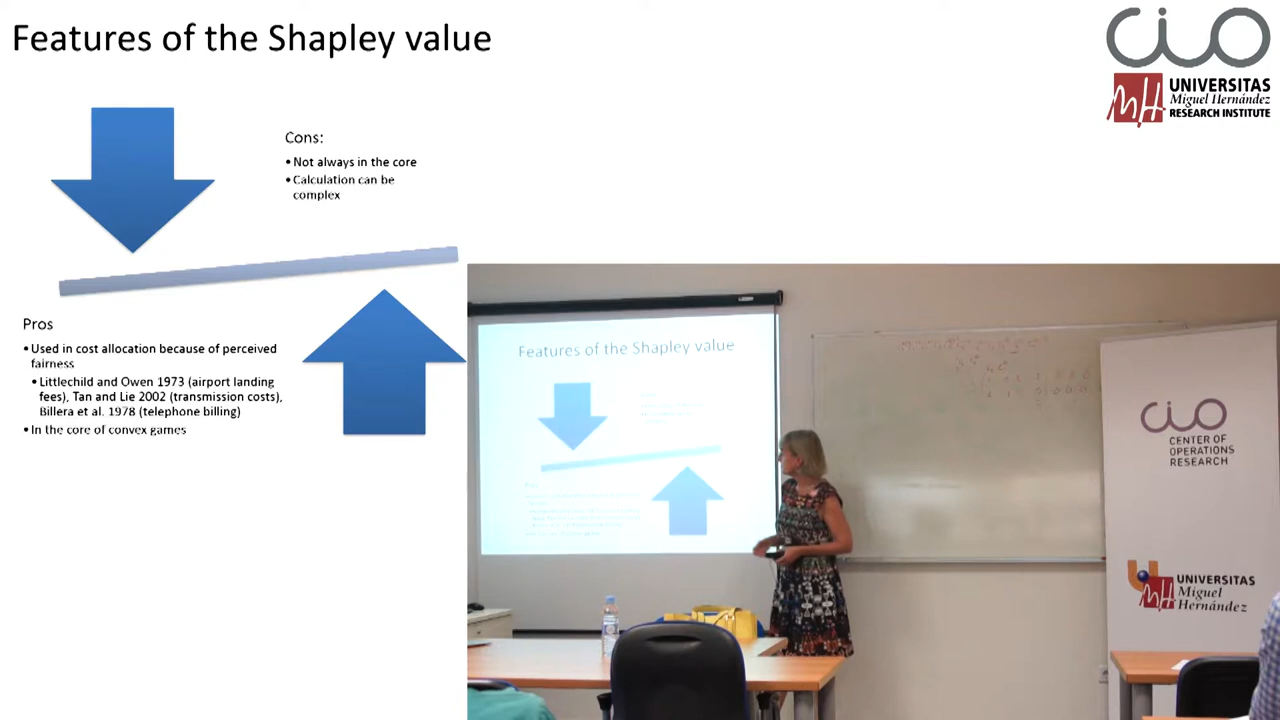 Features of the Shapley value
CIO
UNIVERSITAS
Miguel Hernández
RESEARCH INSTITUTE
Cons:
•Not always in the core
•Calculation can be
complex
Pros
•Used in cost allocation because of perceived
fairness
•Littlechild and Owen 1973 (airport landing
fees), Tan and Lie 2002 (transmission costs),
Billera et al. 1978 (telephone billing)
•In the core of convex games
Features of the Shapley value
CIO
CENTER OF
OPERATIONS
RESEARCH
UNIVERSITAS
Miguel
Hernández